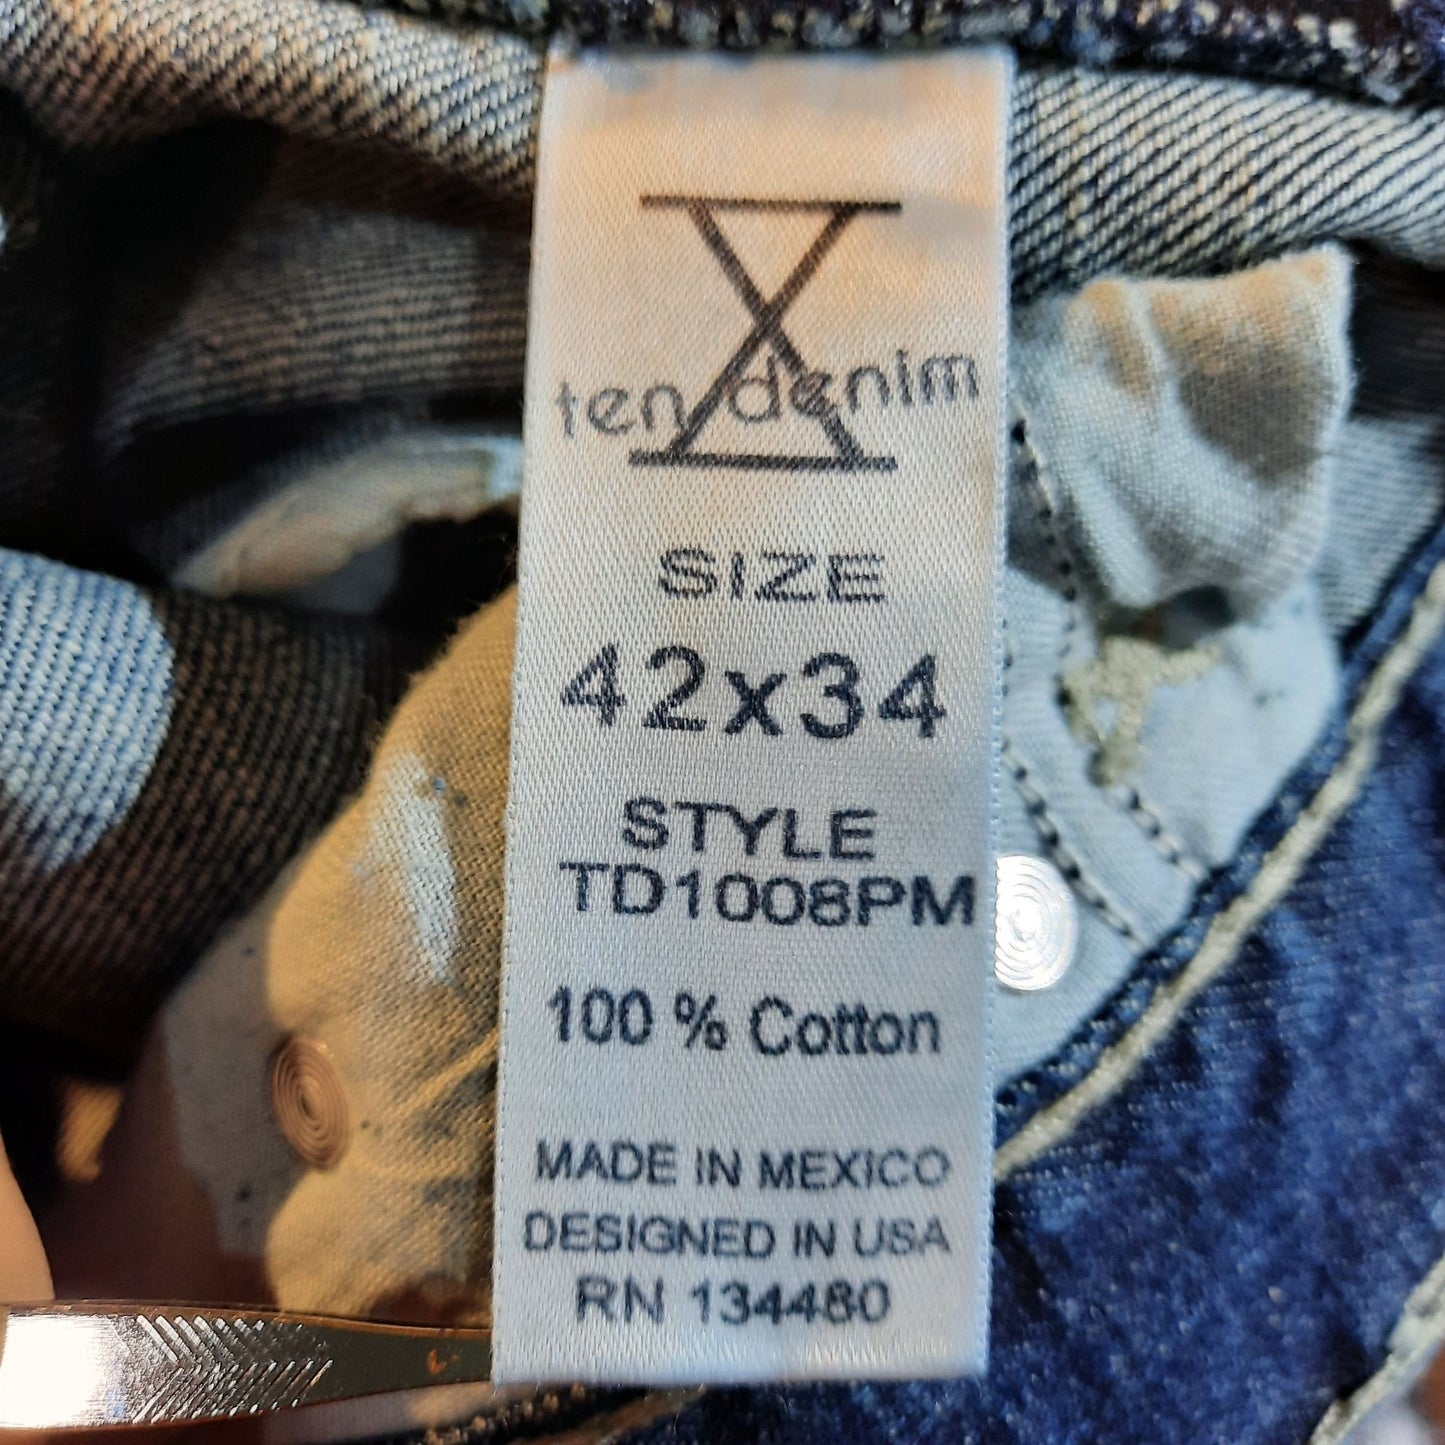 ten denim
SIZE
42x34
STYLE
TD1008PM
100 % Cotton
MADE IN MEXICO
DESIGNED IN USA
RN 134480